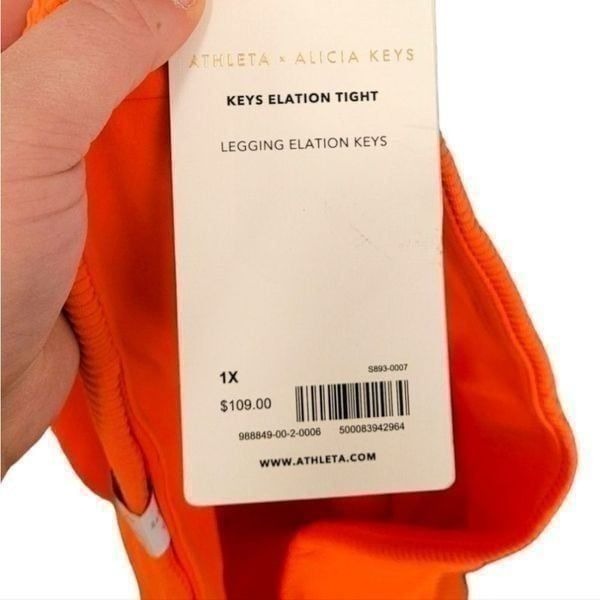 ATHLETA × ALICIA KEYS
KEYS ELATION TIGHT
LEGGING ELATION KEYS
S893-0007
1X
$109.00
988849-00-2-0006 500083942964
WWW.ATHLETA.COM